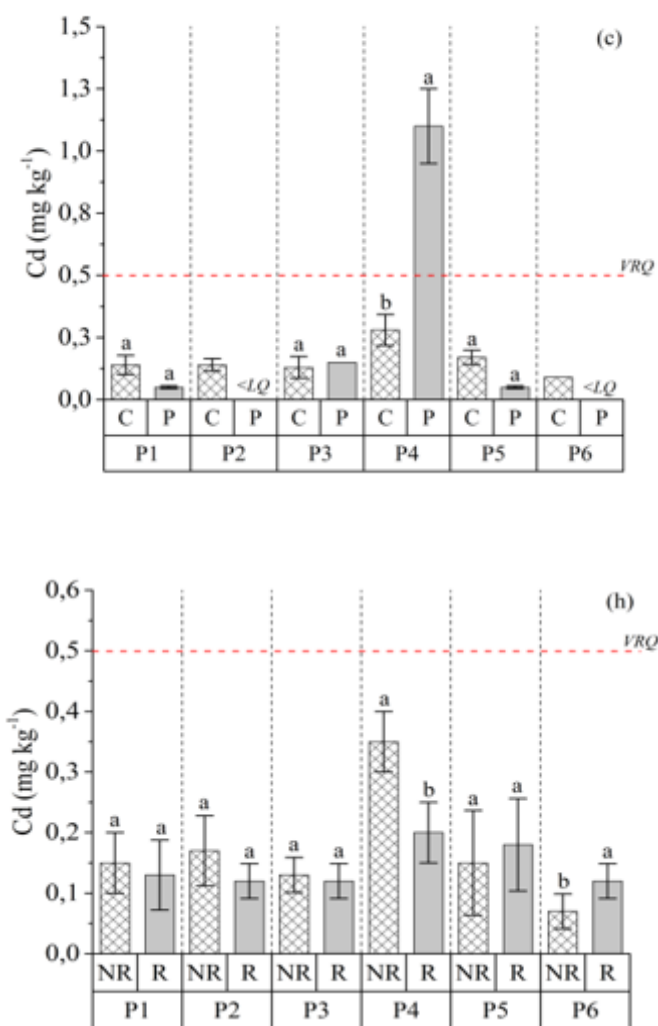 (c)
Cd (mg kg-1)
1,5
1,3
1,0
0,8
0,5
0,3
0,0
VRQ
a a <LQ a a b a a a <LQ
C P C P C P C P C P C P
P1 P2 P3 P4 P5 P6
(h)
Cd (mg kg-1)
0,6
0,5
0,4
0,3
0,2
0,1
0,0
VRQ
a a a a a a a b a a b a
NR R NR R NR R NR R NR R NR R
P1 P2 P3 P4 P5 P6